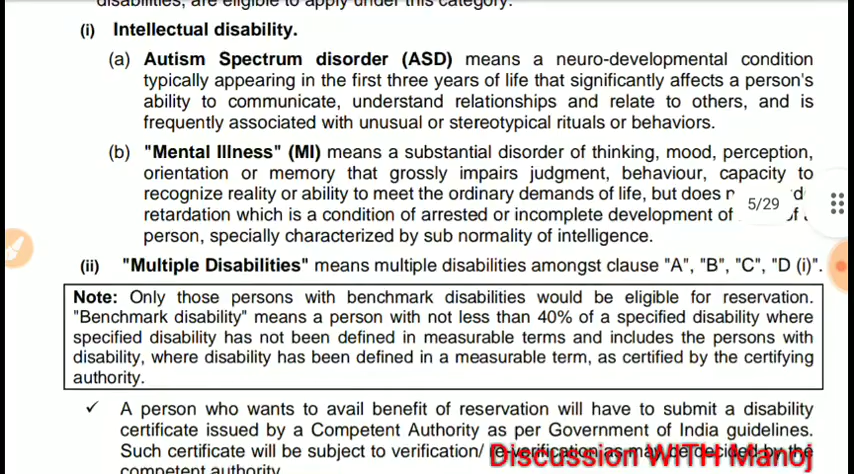 disabilities, are eligible to apply under this category.
(i) Intellectual disability.
(a) Autism Spectrum disorder (ASD) means a neuro-developmental condition
typically appearing in the first three years of life that significantly affects a person's
ability to communicate, understand relationships and relate to others, and is
frequently associated with unusual or stereotypical rituals or behaviors.
(b) "Mental Illness" (MI) means a substantial disorder of thinking, mood, perception,
orientation or memory that grossly impairs judgment, behaviour, capacity to
recognize reality or ability to meet the ordinary demands of life, but does
5/29
retardation which is a condition of arrested or incomplete development of of
person, specially characterized by sub normality of intelligence.
(ii) "Multiple Disabilities" means multiple disabilities amongst clause "A", "B", "C", "D (i)".
Note: Only those persons with benchmark disabilities would be eligible for reservation.
"Benchmark disability" means a person with not less than 40% of a specified disability where
specified disability has not been defined in measurable terms and includes the persons with
disability, where disability has been defined in a measurable term, as certified by the certifying
authority.
✓ A person who wants to avail benefit of reservation will have to submit a disability
certificate issued by a Competent Authority as per Government of India guidelines.
Such certificate will be subject to verification/ re-verification as may be decided by the
Discussion WITH Manoj
competent authority